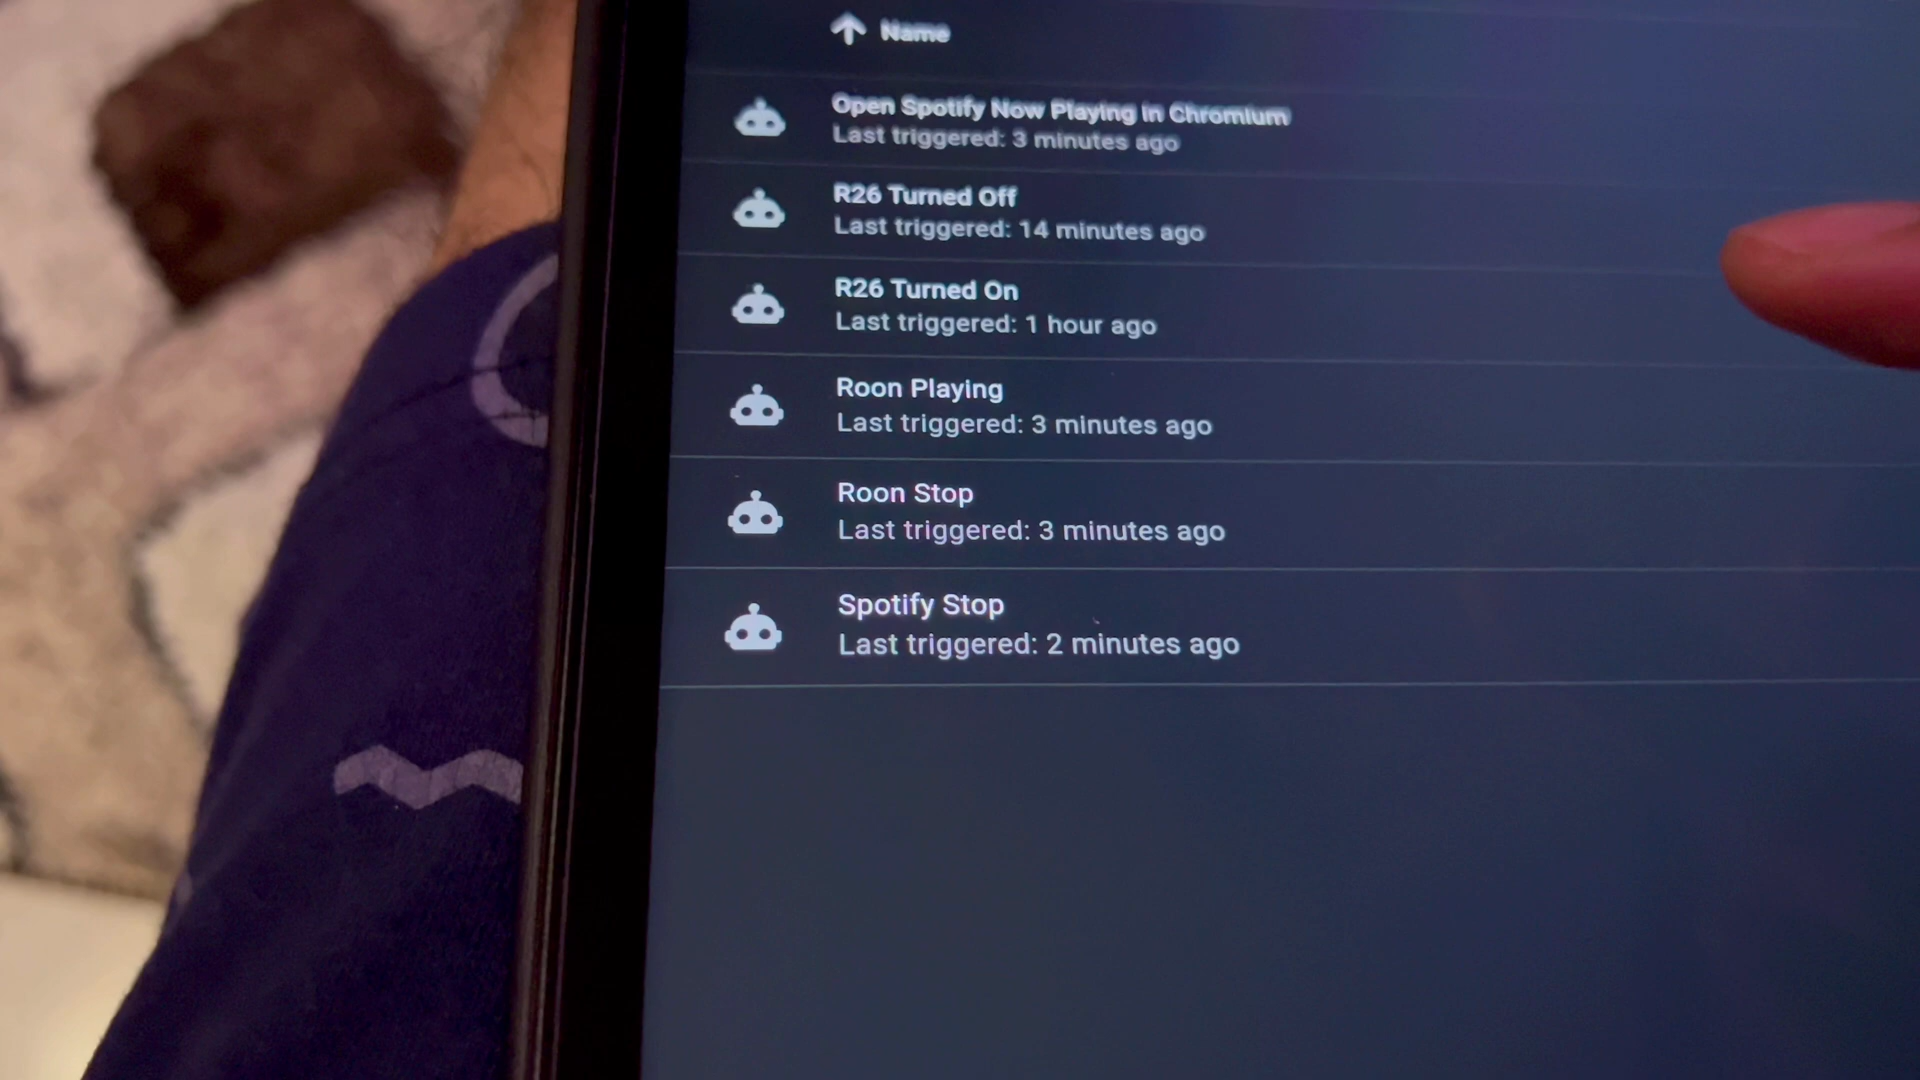 Name
Open Spotify Now Playing in Chromium
Last triggered: 3 minutes ago
R26 Turned Off
Last triggered: 14 minutes ago
R26 Turned On
Last triggered: 1 hour ago
Roon Playing
Last triggered: 3 minutes ago
Roon Stop
Last triggered: 3 minutes ago
Spotify Stop
Last triggered: 2 minutes ago